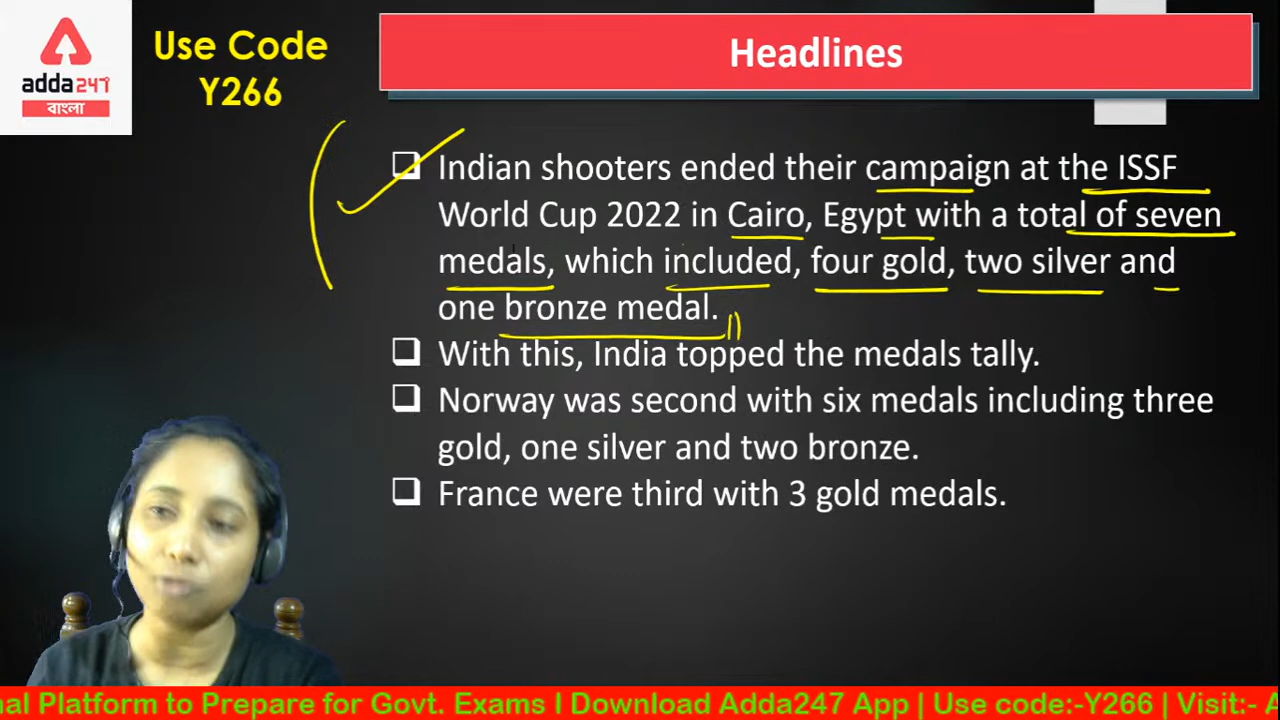 adda247
বাংলা
Use Code
Y266
Headlines
Indian shooters ended their campaign at the ISSF
World Cup 2022 in Cairo, Egypt with a total of seven
medals, which included, four gold, two silver and
one bronze medal.
With this, India topped the medals tally.
Norway was second with six medals including three
gold, one silver and two bronze.
France were third with 3 gold medals.
nal Platform to Prepare for Govt. Exams I Download Adda247 App | Use code:-Y266 | Visit:- A